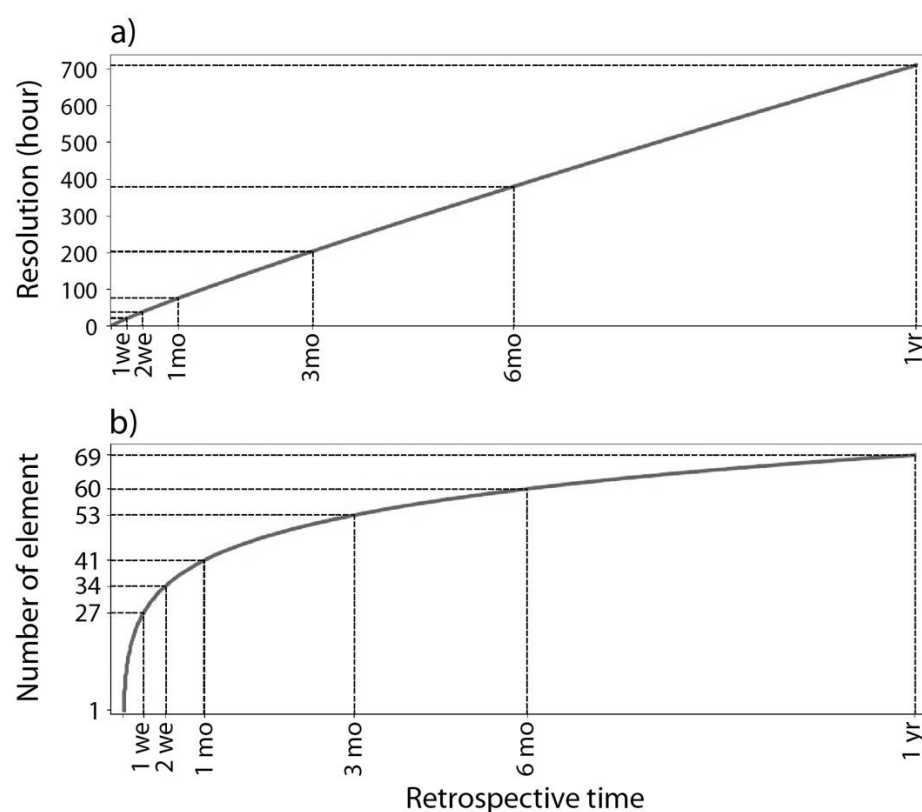 a)
Resolution (hour)
700
600
500
400
300
200
100
0
1we
2we
1mo
3mo
6mo
1yr
b)
Number of element
69
60
53
41
34
27
1
1 we
2 we
1 mo
3 mo
6 mo
1 yr
Retrospective time